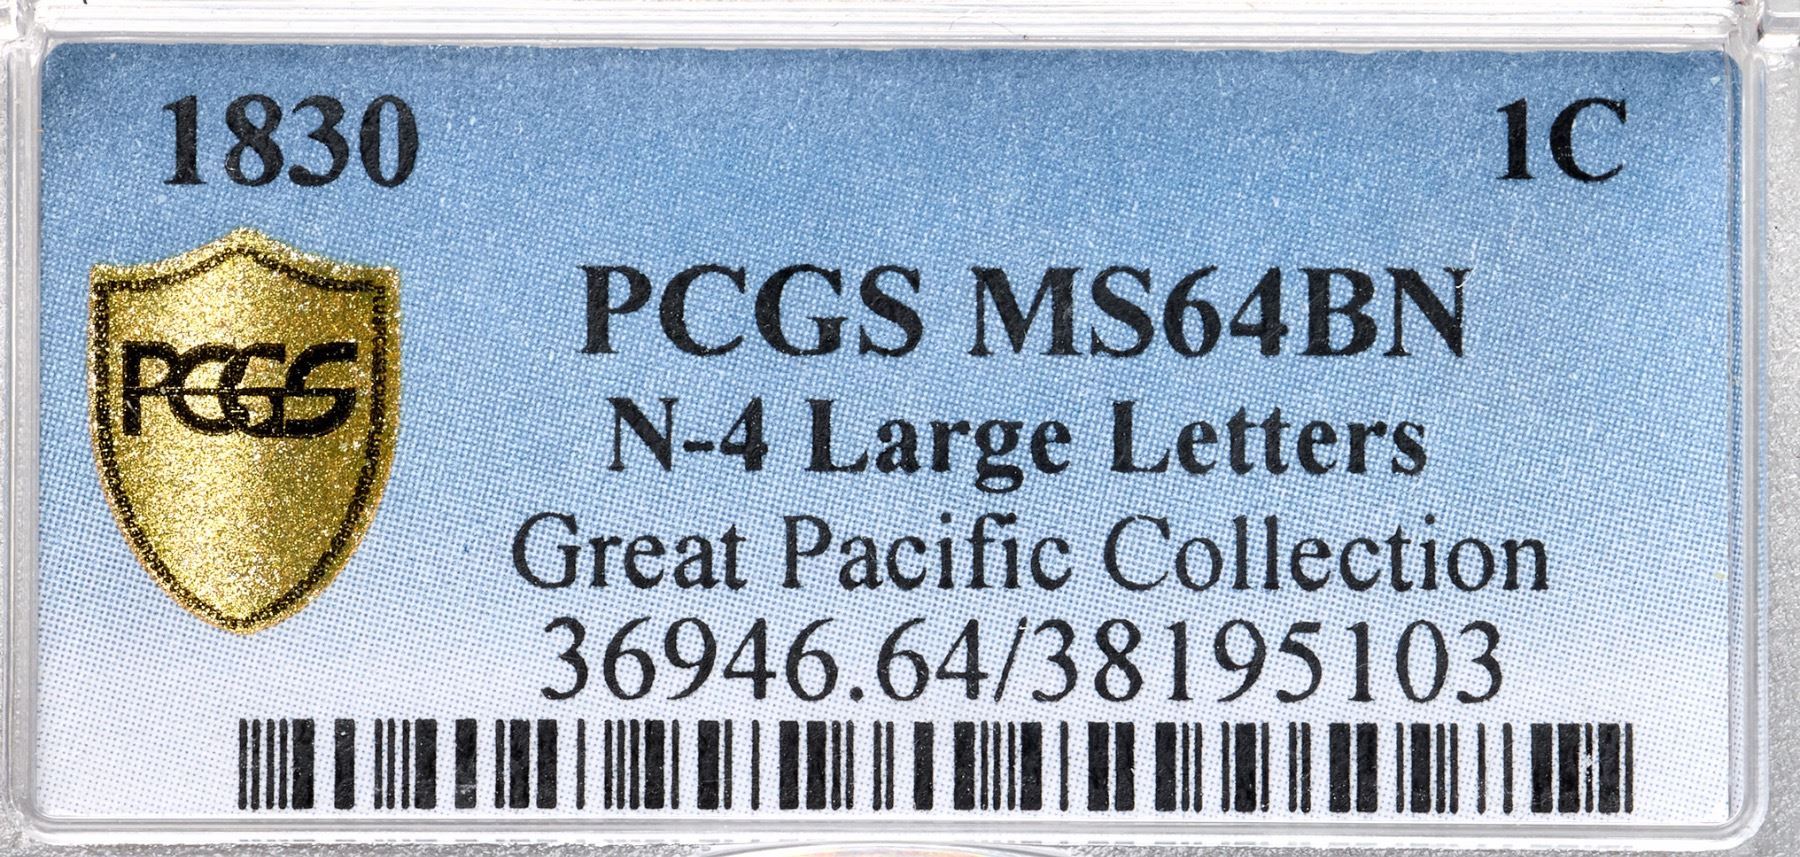 1830 1C
PCGS
PCGS MS64BN
N-4 Large Letters
Great Pacific Collection
36946.64/38195103